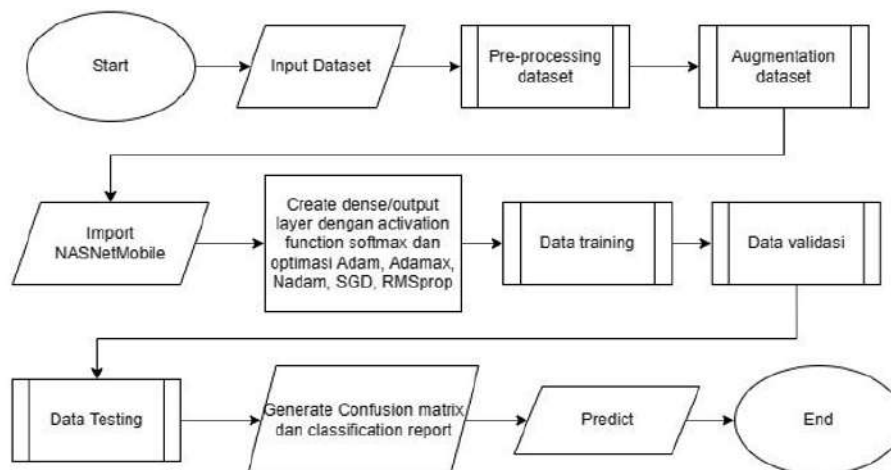 Start
Input Dataset
Pre-processing
dataset
Augmentation
dataset
Import
NASNetMobile
Create dense/output
layer dengan activation
function softmax dan
optimasi Adam, Adamax,
Nadam, SGD, RMSprop
Data training
Data validasi
Data Testing
Generate Confusion matrix
dan classification report
Predict
End